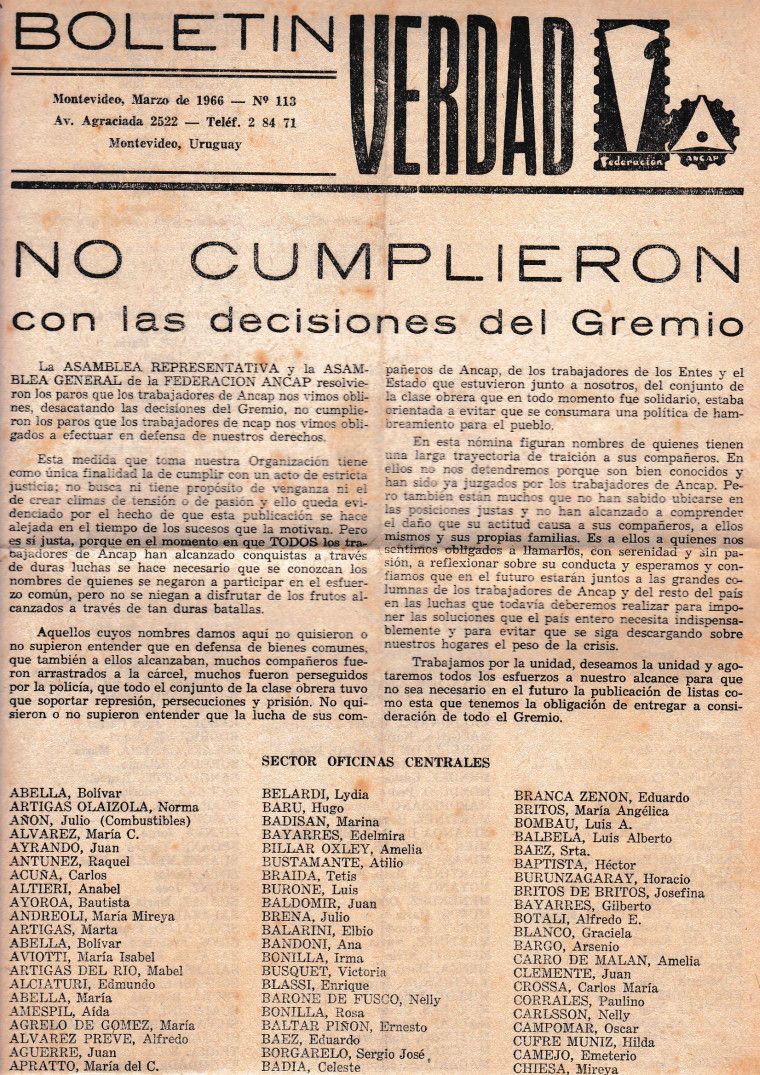 BOLETIN
VERDAD
Montevideo, Marzo de 1966 — Nº 113
Av. Agraciada 2522 — Teléf. 2 84 71
Montevideo, Uruguay
Federación
ANCAP
NO CUMPLIERON
con las decisiones del Gremio
La ASAMBLEA REPRESENTATIVA y la ASAM-
BLEA GENERAL de la FEDERACION ANCAP resolvie-
ron los paros que los trabajadores de Ancap nos vimos obli-
nes, desacatando las decisiones del Gremio, no cumplie-
ron los paros que los trabajadores de ncap nos vimos obli-
gados a efectuar en defensa de nuestros derechos.
Esta medida que toma nuestra Organización tiene
como única finalidad la de cumplir con un acto de estricta
justicia; no busca ni tiene propósito de venganza ni el
de crear climas de tensión o de pasión y ello queda evi-
denciado por el hecho de que esta publicación se hace
alejada en el tiempo de los sucesos que la motivan. Pero
es sí justa, porque en el momento en que TODOS los tra-
bajadores de Ancap han alcanzado conquistas a través
de duras luchas se hace necesario que se conozcan los
nombres de quienes se negaron a participar en el esfuer-
zo común, pero no se niegan a disfrutar de los frutos al-
canzados a través de tan duras batallas.
Aquellos cuyos nombres damos aquí no quisieron o
no supieron entender que en defensa de bienes comunes,
que también a ellos alcanzaban, muchos compañeros fue-
ron arrastrados a la cárcel, muchos fueron perseguidos
por la policía, que todo el conjunto de la clase obrera tuvo
que soportar represión, persecuciones y prisión. No qui-
sieron o no supieron entender que la lucha de sus com-
pañeros de Ancap, de los trabajadores de los Entes y el
Estado que estuvieron junto a nosotros, del conjunto de
la clase obrera que en todo momento fue solidario, estaba
orientada a evitar que se consumara una política de ham-
breamiento para el pueblo.
En esta nómina figuran nombres de quienes tienen
una larga trayectoria de traición a sus compañeros. En
ellos no nos detendremos porque son bien conocidos y
han sido ya juzgados por los trabajadores de Ancap. Pe-
ro también están muchos que no han sabido ubicarse en
las posiciones justas y no han alcanzado a comprender
el daño que su actitud causa a sus compañeros, a ellos
mismos y sus propias familias. Es a ellos a quienes nos
sentimos obligados a llamarlos, con serenidad y sin pa-
sión, a reflexionar sobre su conducta y esperamos y con-
fiamos que en el futuro estarán juntos a las grandes co-
lumnas de los trabajadores de Ancap y del resto del país
en las luchas que todavía deberemos realizar para impo-
ner las soluciones que el país entero necesita indispensa-
blemente y para evitar que se siga descargando sobre
nuestros hogares el peso de la crisis.
Trabajamos por la unidad, deseamos la unidad y ago-
taremos todos los esfuerzos a nuestro alcance para que
no sea necesario en el futuro la publicación de listas co-
mo esta que tenemos la obligación de entregar a consi-
deración de todo el Gremio.
SECTOR OFICINAS CENTRALES
ABELLA, Bolívar
ARTIGAS OLAIZOLA, Norma
AÑON, Julio (Combustibles)
ALVAREZ, María C.
AYRANDO, Juan
ANTUNEZ, Raquel
ACUÑA, Carlos
ALTIERI, Anabel
AYOROA, Bautista
ANDREOLI, María Mireya
ARTIGAS, Marta
ABELLA, Bolívar
AVIOTTI, María Isabel
ARTIGAS DEL RIO, Mabel
ALCIATURI, Edmundo
ABELLA, María
AMESPIL, Aída
AGRELO DE GOMEZ, María
ALVAREZ PREVE, Alfredo
AGUERRE, Juan
APRATTO, María del C.
BELARDI, Lydia
BARU, Hugo
BADISAN, Marina
BAYARRES, Edelmira
BILLAR OXLEY, Amelia
BUSTAMANTE, Atilio
BRAIDA, Tetis
BURONE, Luis
BALDOMIR, Juan
BRENA, Julio
BALARINI, Elbio
BANDONI, Ana
BONILLA, Irma
BUSQUET, Victoria
BLASSI, Enrique
BARONE DE FUSCO, Nelly
BONILLA, Rosa
BALTAR PIÑON, Ernesto
BAEZ, Eduardo
BORGARELO, Sergio José
BADIA, Celeste
BRANCA ZENON, Eduardo
BRITOS, María Angélica
BOMBAU, Luis A.
BALBELA, Luis Alberto
BAEZ, Srta.
BAPTISTA, Héctor
BURUNZAGARAY, Horacio
BRITOS DE BRITOS, Josefina
BAYARRES, Gilberto
BOTALI, Alfredo E.
BLANCO, Graciela
BARGO, Arsenio
CARRO DE MALAN, Amelia
CLEMENTE, Juan
CROSSA, Carlos María
CORRALES, Paulino
CARLSSON, Nelly
CAMPOMAR, Oscar
CUFRE MUNIZ, Hilda
CAMEJO, Emeterio
CHIESA, Mireya